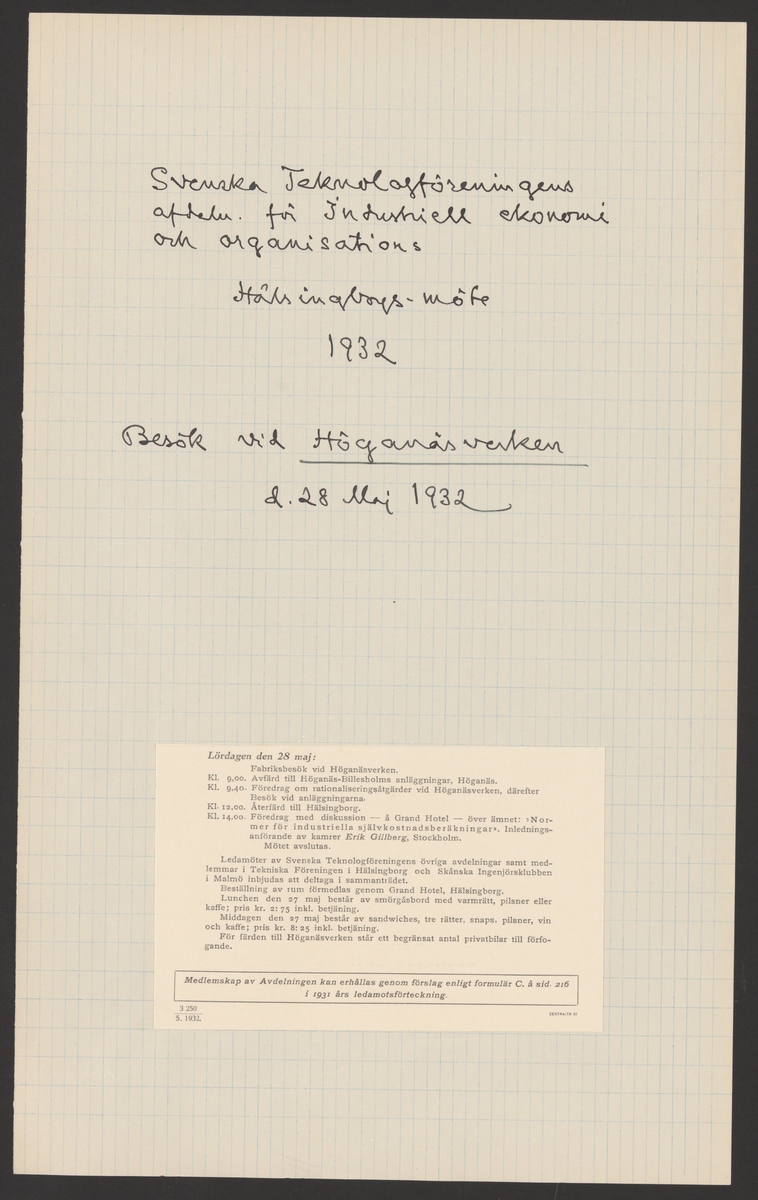 Svenska Teknologföreningens
afdeln. för Industriell ekonomi
och organisations
Hälsingborgs-möte
1932
Besök vid Höganäsverken
d. 28 Maj 1932
Lördagen den 28 maj:
Fabriksbesök vid Höganäsverken.
Kl. 9,00. Avfärd till Höganäs-Billesholms anläggningar, Höganäs.
Kl. 9,40. Föredrag om rationaliseringsåtgärder vid Höganäsverken, därefter
Besök vid anläggningarna.
Kl. 12,00. Återfärd till Hälsingborg.
Kl. 14,00. Föredrag med diskussion — å Grand Hotel — över ämnet: »Nor-
mer för industriella självkostnadsberäkningar». Inlednings-
anförande av kamrer Erik Gillberg, Stockholm.
Mötet avslutas.
Ledamöter av Svenska Teknologföreningens övriga avdelningar samt med-
lemmar i Tekniska Föreningen i Hälsingborg och Skånska Ingenjörsklubben
i Malmö inbjudas att deltaga i sammanträdet.
Beställning av rum förmedlas genom Grand Hotel, Hälsingborg.
Lunchen den 27 maj består av smörgåsbord med varmrätt, pilsner eller
kaffe; pris kr. 2:75 inkl. betjäning.
Middagen den 27 maj består av sandwiches, tre rätter, snaps, pilsner, vin
och kaffe; pris kr. 8:25 inkl. betjäning.
För färden till Höganäsverken står ett begränsat antal privatbilar till förfo-
gande.
Medlemskap av Avdelningen kan erhållas genom förslag enligt formulär C. å sid. 216
i 1931 års ledamotsförteckning.
3 250
5. 1932.